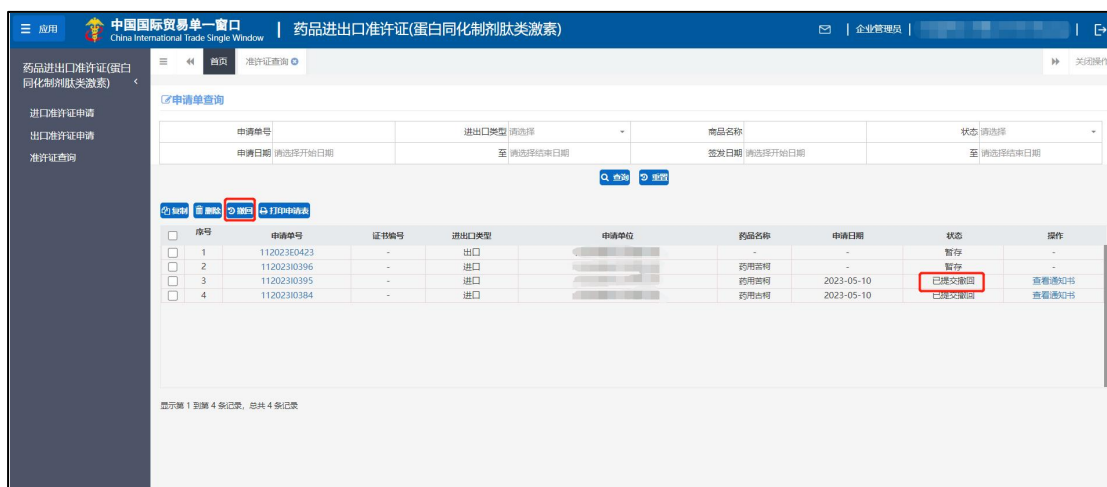 应用 中国国际贸易单一窗口 药品进出口准许证(蛋白同化制剂肽类激素) 企业管理员
China International Trade Single Window
药品进出口准许证(蛋白同化制剂肽类激素)
进口准许证申请
出口准许证申请
准许证查询
首页 准许证查询 关闭操作
申请单查询
申请单号 进出口类型 请选择 商品名称 状态 请选择
申请日期 请选择开始日期 至 请选择结束日期 签发日期 请选择开始日期 至 请选择结束日期
查询 重置
复制 删除 撤回 打印申请表
序号 申请单号 证书编号 进出口类型 申请单位 药品名称 申请日期 状态 操作
1 112023E0423 - 出口 - - 暂存 -
2 112023I0396 - 进口 药用苦柯 - 暂存 -
3 112023I0395 - 进口 药用苦柯 2023-05-10 已提交撤回 查看通知书
4 112023I0384 - 进口 2023-05-10 已提交撤回 查看通知书
显示第 1 到第 4 条记录，总共 4 条记录